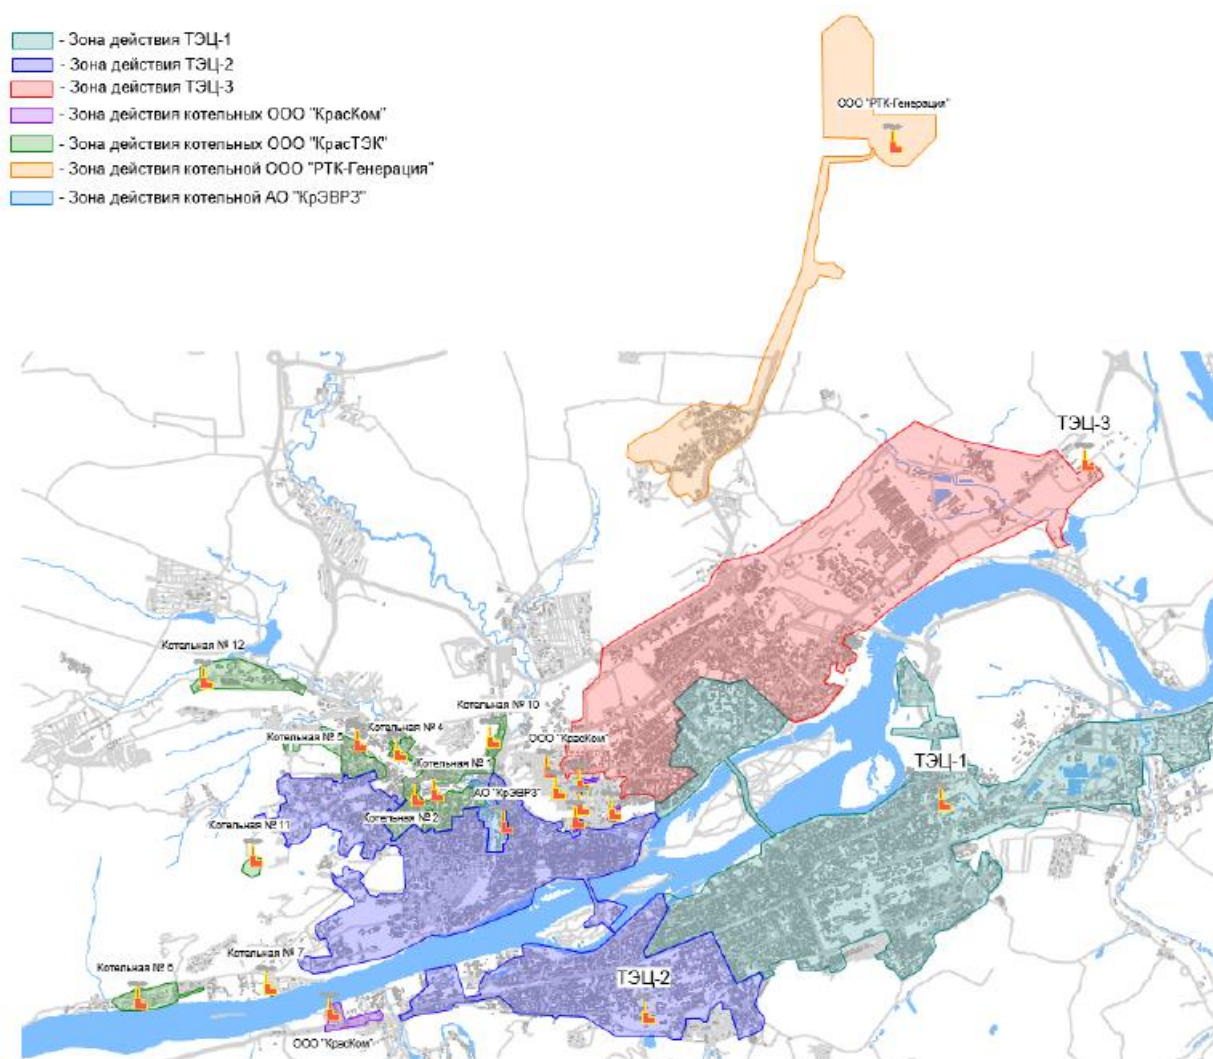 - Зона действия ТЭЦ-1
- Зона действия ТЭЦ-2
- Зона действия ТЭЦ-3
- Зона действия котельных ООО "КрасКом"
- Зона действия котельных ООО "КрасТЭК"
- Зона действия котельной ООО "РТК-Генерация"
- Зона действия котельной АО "КрЭВРЗ"
ООО "РТК-Генерация"
ТЭЦ-3
Котельная № 12
Котельная № 10
Котельная № 4
Котельная № 5
ООО "КрасКом"
Котельная № 1
ТЭЦ-1
АО "КрЭВРЗ"
Котельная № 2
Котельная № 11
Котельная № 7
Котельная № 6
ТЭЦ-2
ООО "КрасКом"